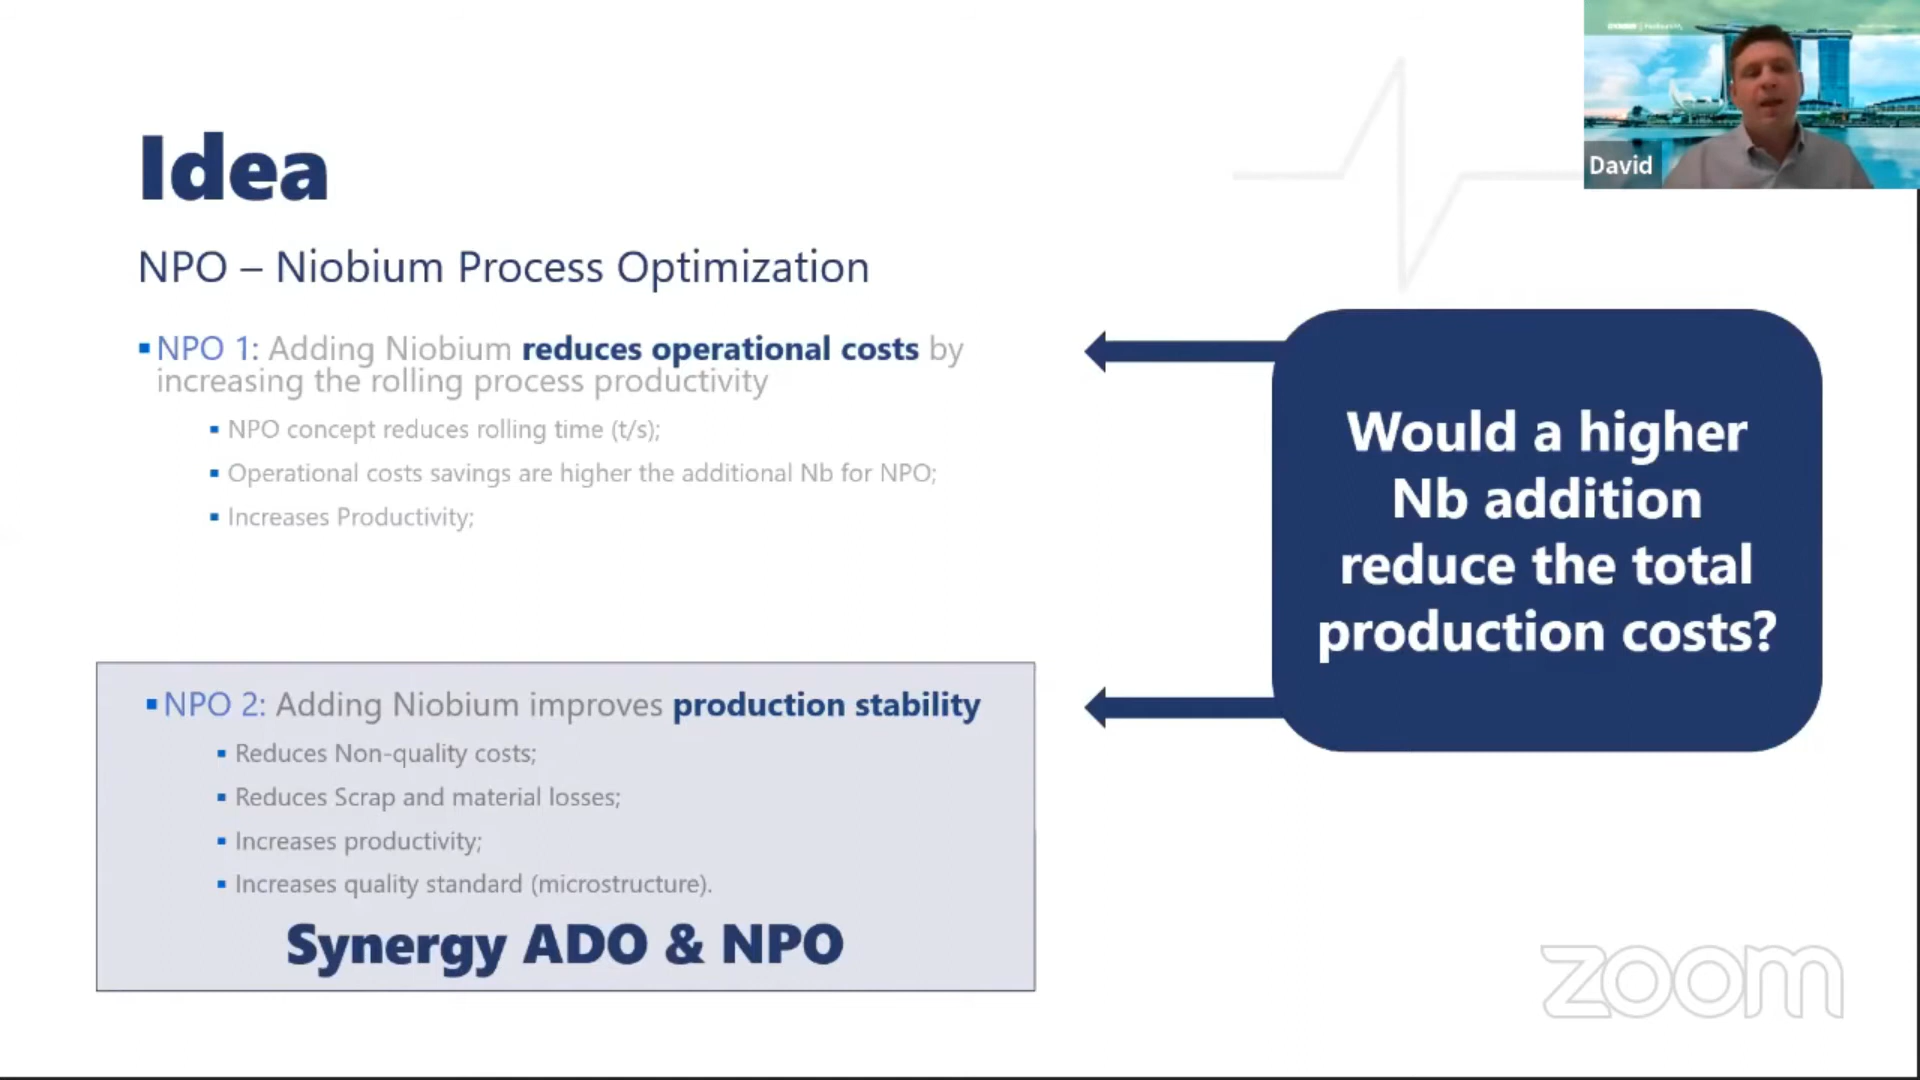 Idea
NPO – Niobium Process Optimization
NPO 1: Adding Niobium reduces operational costs by
increasing the rolling process productivity
NPO concept reduces rolling time (t/s);
Operational costs savings are higher the additional Nb for NPO;
Increases Productivity;
NPO 2: Adding Niobium improves production stability
Reduces Non-quality costs;
Reduces Scrap and material losses;
Increases productivity;
Increases quality standard (microstructure).
Synergy ADO & NPO
Would a higher
Nb addition
reduce the total
production costs?
David
zoom